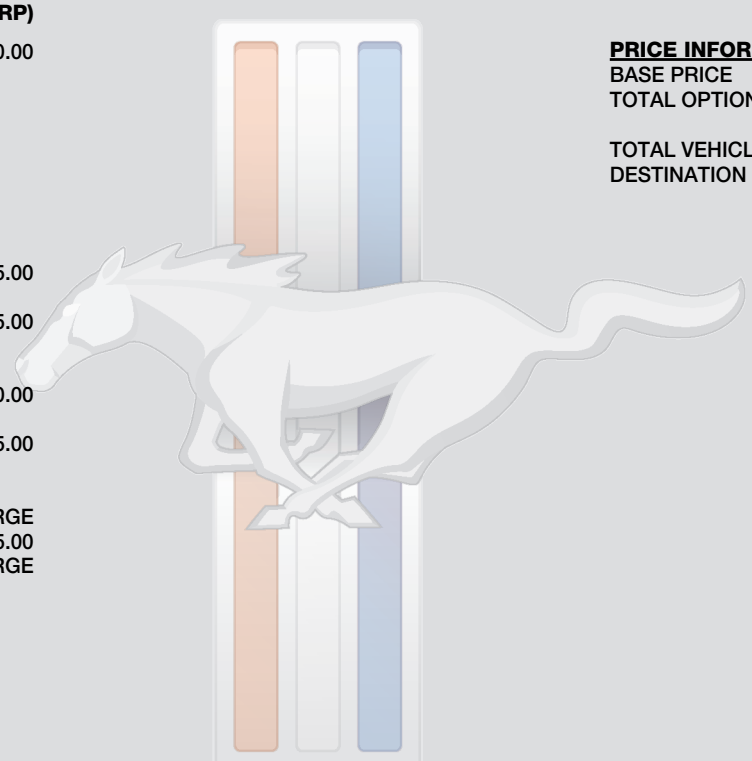 RP)
0.00
5.00
5.00
0.00
5.00
RGE
5.00
RGE
PRICE INFOR
BASE PRICE
TOTAL OPTION
TOTAL VEHICL
DESTINATION